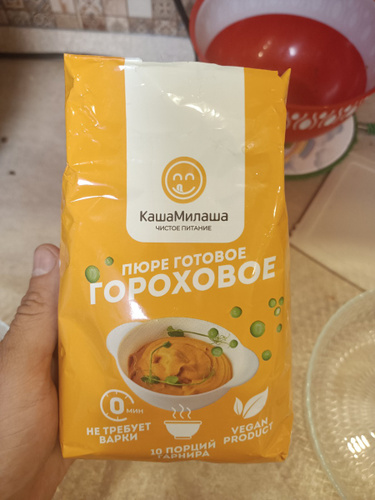 КашаМилаша
ЧИСТОЕ ПИТАНИЕ
ПЮРЕ ГОТОВОЕ
ГОРОХОВОЕ
0 МИН
НЕ ТРЕБУЕТ
ВАРКИ
10 ПОРЦИЙ
ГАРНИРА
VEGAN
PRODUCT